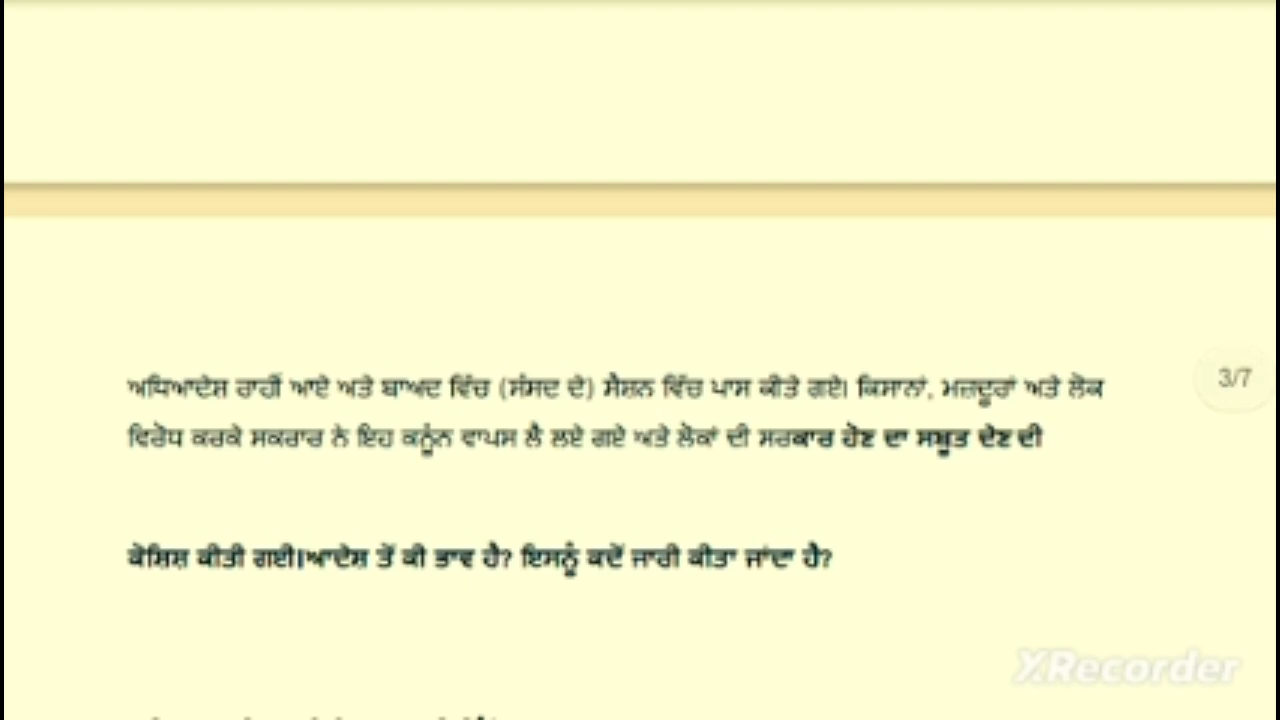 ਅਧਿਆਦੇਸ਼ ਰਾਹੀਂ ਆਏ ਅਤੇ ਬਾਅਦ ਵਿੱਚ (ਸੰਸਦ ਦੇ) ਸੈਸ਼ਨ ਵਿੱਚ ਪਾਸ ਕੀਤੇ ਗਏ। ਕਿਸਾਨਾਂ, ਮਜ਼ਦੂਰਾਂ ਅਤੇ ਲੋਕ
3/7
ਵਿਰੋਧ ਕਰਕੇ ਸਕਰਾਰ ਨੇ ਇਹ ਕਨੂੰਨ ਵਾਪਸ ਲੈ ਲਏ ਗਏ ਅਤੇ ਲੋਕਾਂ ਦੀ ਸਰਕਾਰ ਹੋਣ ਦਾ ਸਬੂਤ ਦੇਣ ਦੀ
ਕੋਸ਼ਿਸ਼ ਕੀਤੀ ਗਈ।ਆਦੇਸ਼ ਤੋਂ ਕੀ ਭਾਵ ਹੈ? ਇਸਨੂੰ ਕਦੋਂ ਜਾਰੀ ਕੀਤਾ ਜਾਂਦਾ ਹੈ?
XRecorder